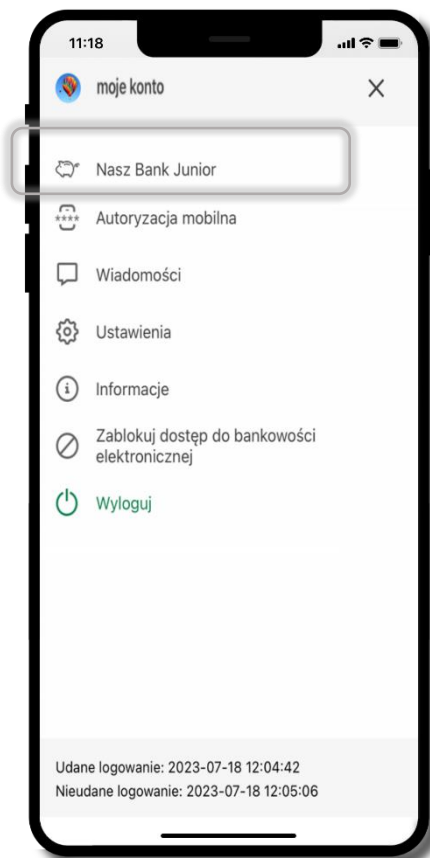 11:18
moje konto
Nasz Bank Junior
Autoryzacja mobilna
Wiadomości
Ustawienia
Informacje
Zablokuj dostęp do bankowości
elektronicznej
Wyloguj
Udane logowanie: 2023-07-18 12:04:42
Nieudane logowanie: 2023-07-18 12:05:06